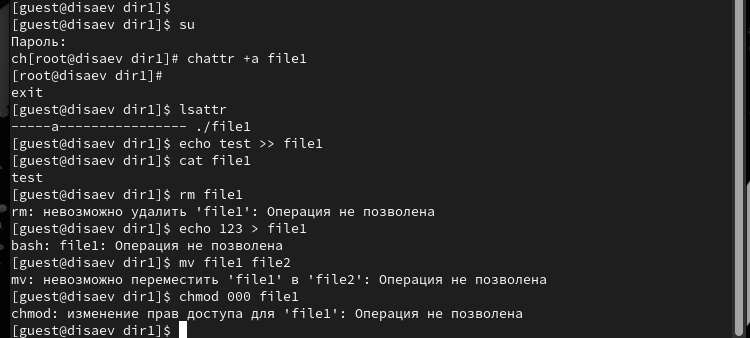 [guest@disaev dir1]$
[guest@disaev dir1]$ su
Пароль:
ch[root@disaev dir1]# chattr +a file1
[root@disaev dir1]#
exit
[guest@disaev dir1]$ lsattr
-----a---------------- ./file1
[guest@disaev dir1]$ echo test >> file1
[guest@disaev dir1]$ cat file1
test
[guest@disaev dir1]$ rm file1
rm: невозможно удалить 'file1': Операция не позволена
[guest@disaev dir1]$ echo 123 > file1
bash: file1: Операция не позволена
[guest@disaev dir1]$ mv file1 file2
mv: невозможно переместить 'file1' в 'file2': Операция не позволена
[guest@disaev dir1]$ chmod 000 file1
chmod: изменение прав доступа для 'file1': Операция не позволена
[guest@disaev dir1]$